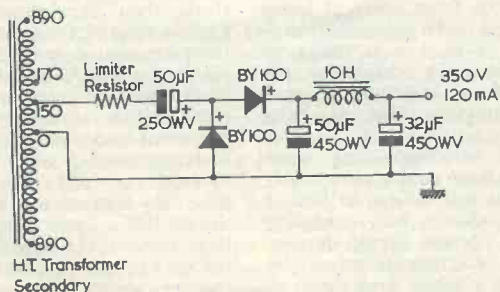 890
170
150
0
890
H.T. Transformer
Secondary
Limiter
Resistor
50µF
+
250WV
BY100
+
+
BY100
+
50µF
450WV
10H
+
32µF
450WV
350V
120mA